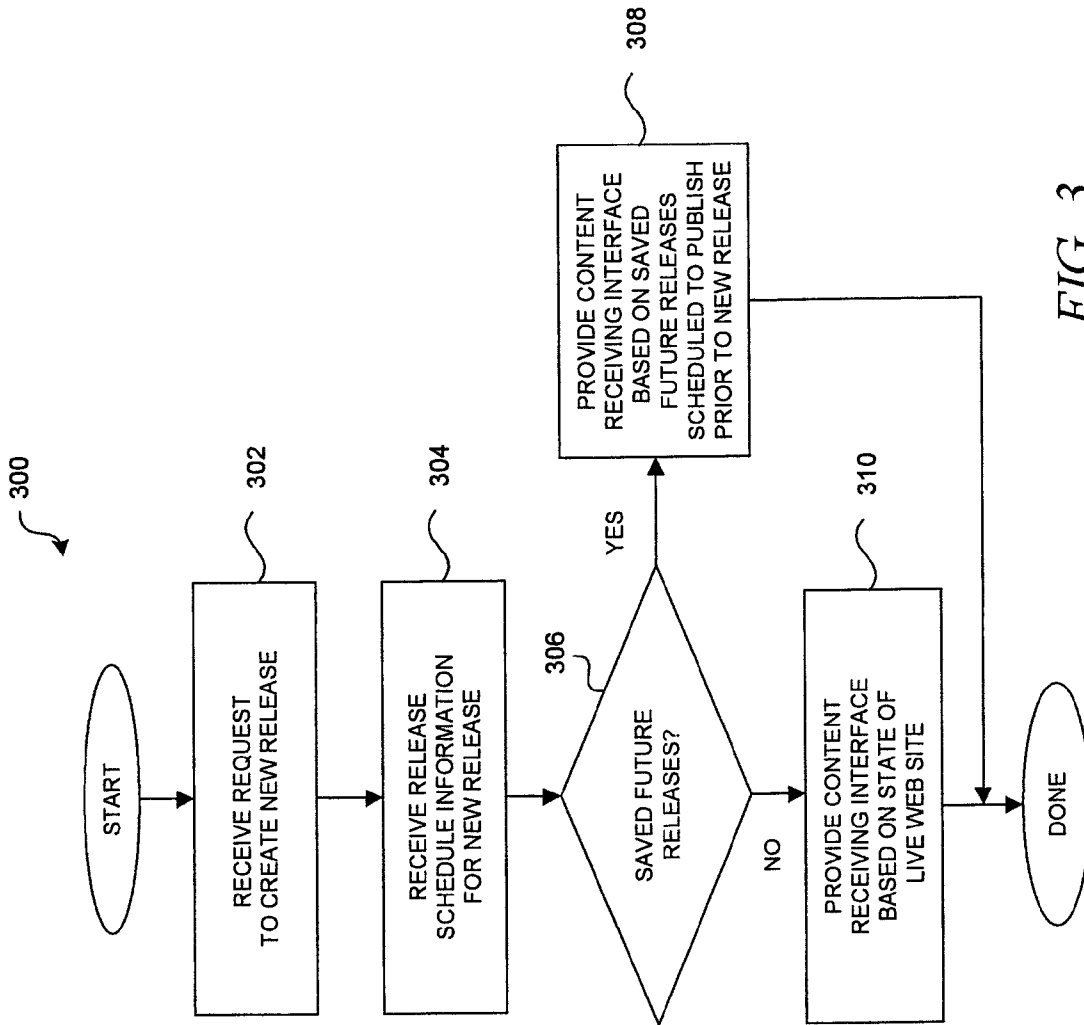 300
START
302
RECEIVE REQUEST
TO CREATE NEW RELEASE
304
RECEIVE RELEASE
SCHEDULE INFORMATION
FOR NEW RELEASE
306
SAVED FUTURE
RELEASES?
YES
308
PROVIDE CONTENT
RECEIVING INTERFACE
BASED ON SAVED
FUTURE RELEASES
SCHEDULED TO PUBLISH
PRIOR TO NEW RELEASE
NO
310
PROVIDE CONTENT
RECEIVING INTERFACE
BASED ON STATE OF
LIVE WEB SITE
DONE
FIG. 3